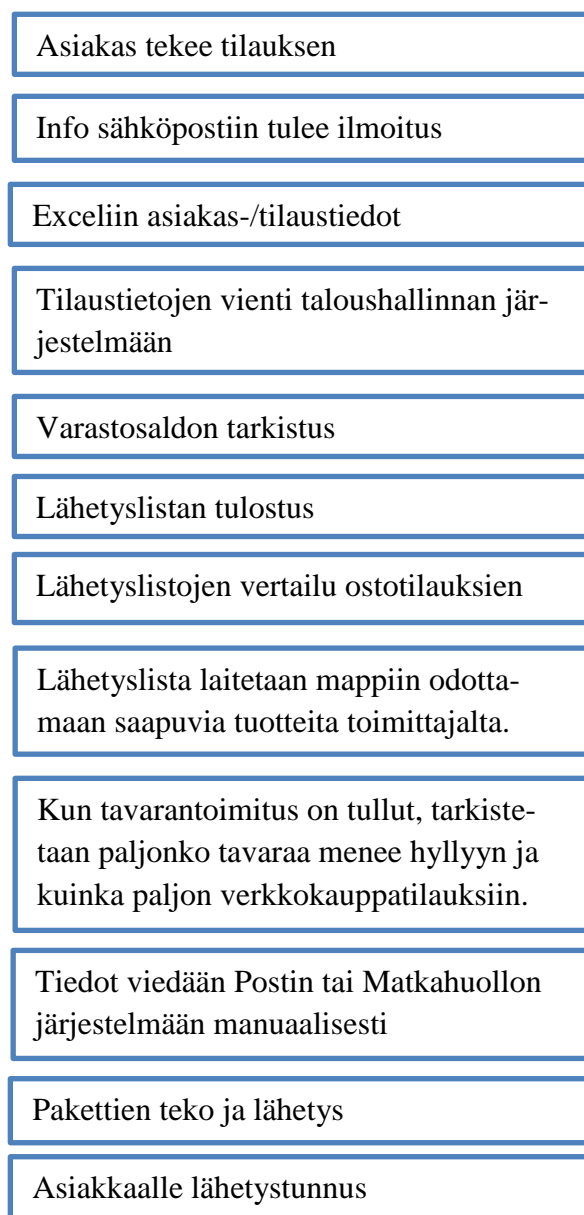 Asiakas tekee tilauksen
Info sähköpostiin tulee ilmoitus
Exceliin asiakas-/tilaustiedot
Tilaustietojen vienti taloushallinnan jär-
jestelmään
Varastosaldon tarkistus
Lähetyslistan tulostus
Lähetyslistojen vertailu ostotilauksien
Lähetyslista laitetaan mappiin odotta-
maan saapuvia tuotteita toimittajalta.
Kun tavarantoimitus on tullut, tarkiste-
taan paljonko tavaraa menee hyllyyn ja
kuinka paljon verkkokauppatilauksiin.
Tiedot viedään Postin tai Matkahuollon
järjestelmään manuaalisesti
Pakettien teko ja lähetys
Asiakkaalle lähetystunnus